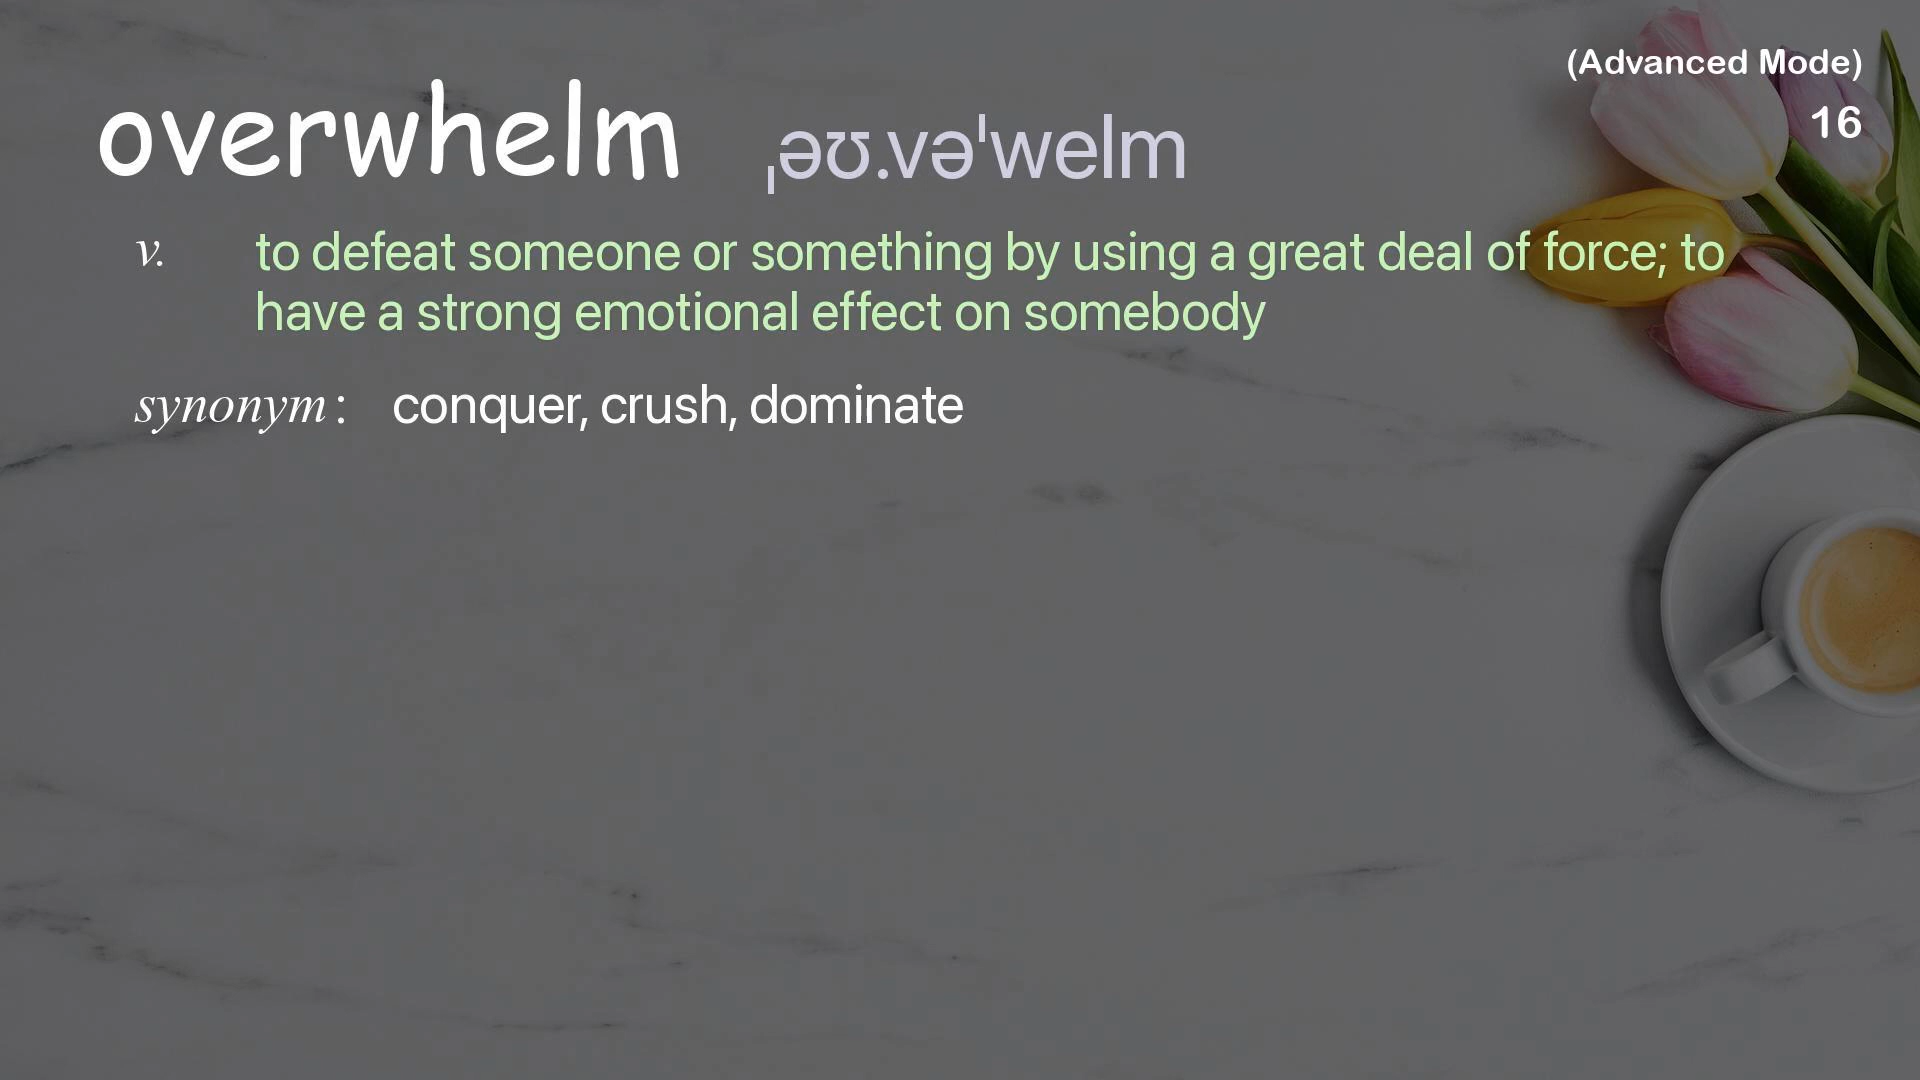 (Advanced Mode)
16
overwhelm ˌəʊ.vəˈwelm
v. to defeat someone or something by using a great deal of force; to
have a strong emotional effect on somebody
synonym: conquer, crush, dominate